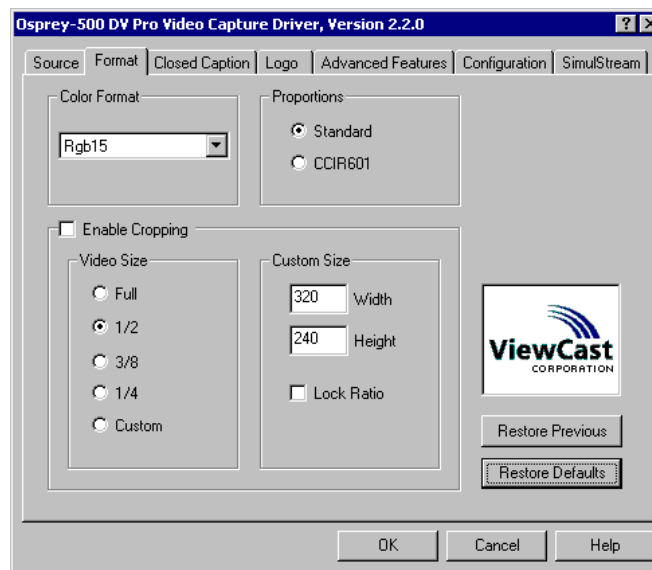 Osprey-500 DV Pro Video Capture Driver, Version 2.2.0
Source Format Closed Caption Logo Advanced Features Configuration SimulStream
Color Format
Rgb15
Proportions
Standard
CCIR601
Enable Cropping
Video Size
Full
1/2
3/8
1/4
Custom
Custom Size
320 Width
240 Height
Lock Ratio
ViewCast
CORPORATION
Restore Previous
Restore Defaults
OK Cancel Help